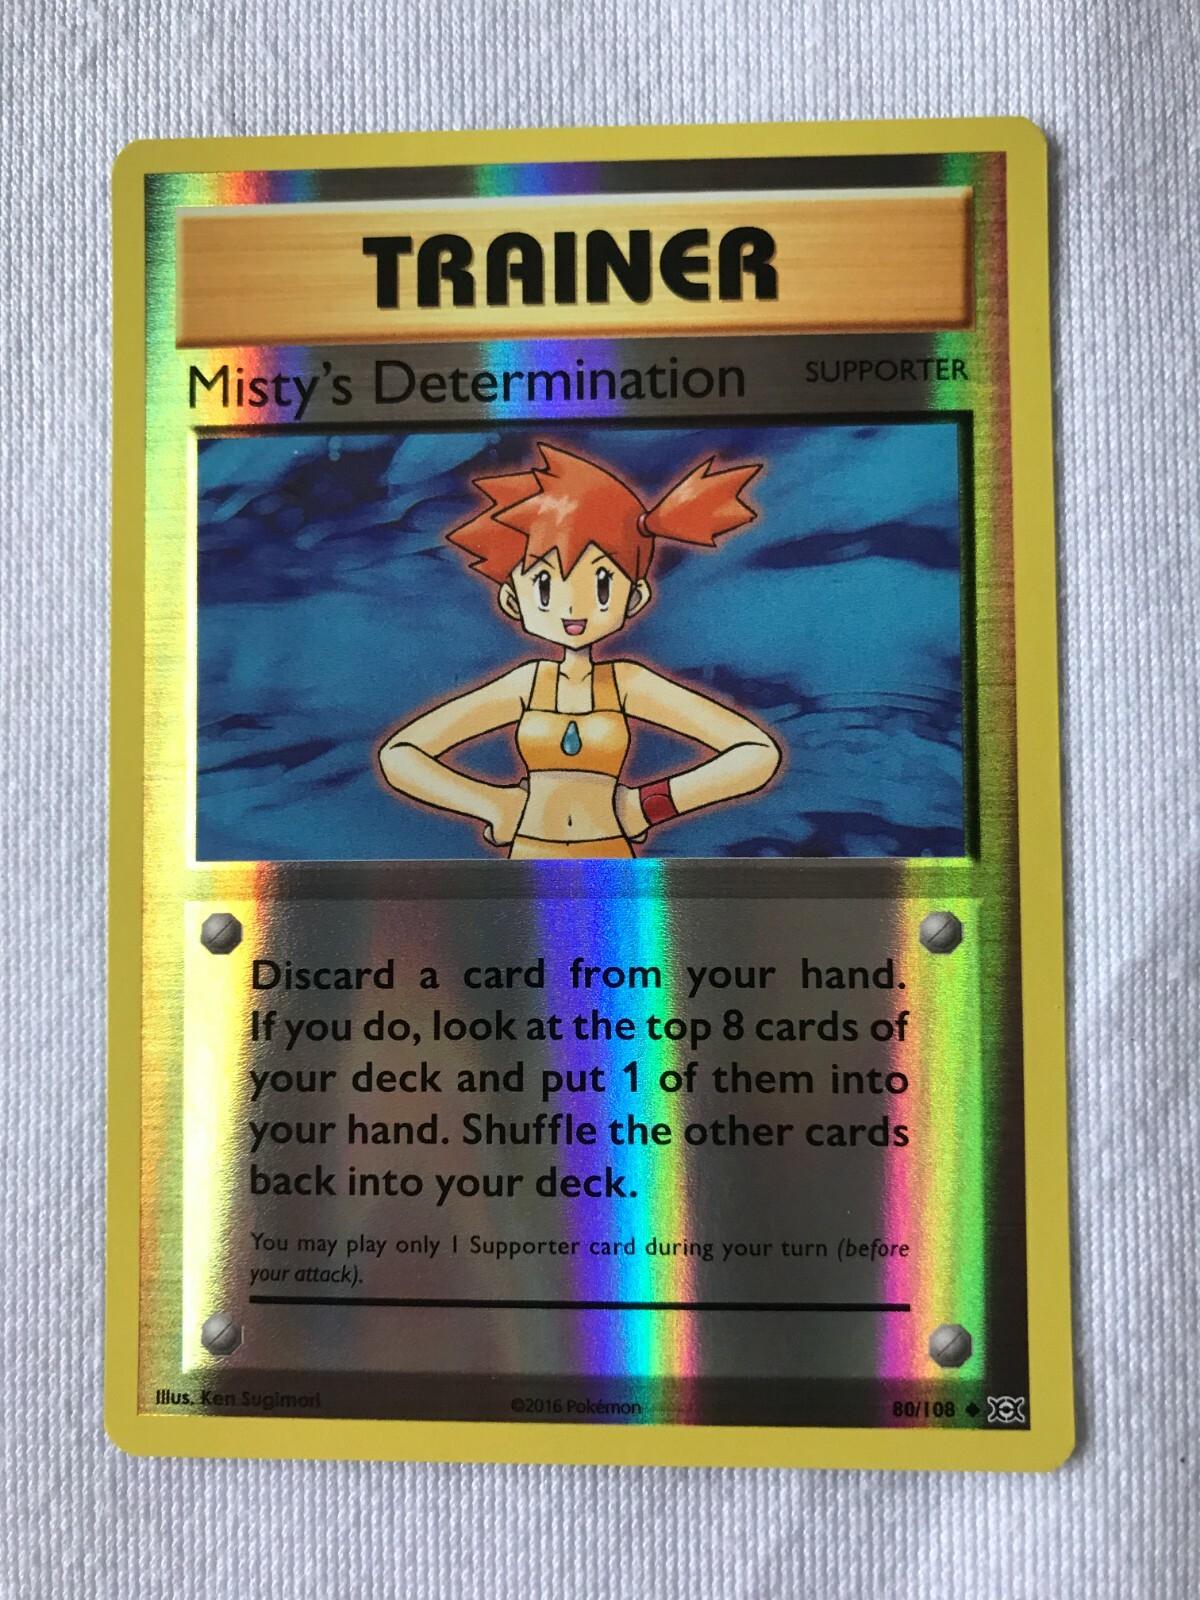 TRAINER
Misty's Determination SUPPORTER
Discard a card from your hand.
If you do, look at the top 8 cards of
your deck and put 1 of them into
your hand. Shuffle the other cards
back into your deck.
You may play only 1 Supporter card during your turn (before
your attack).
Illus. Ken Sugimori ©2016 Pokémon 80/108